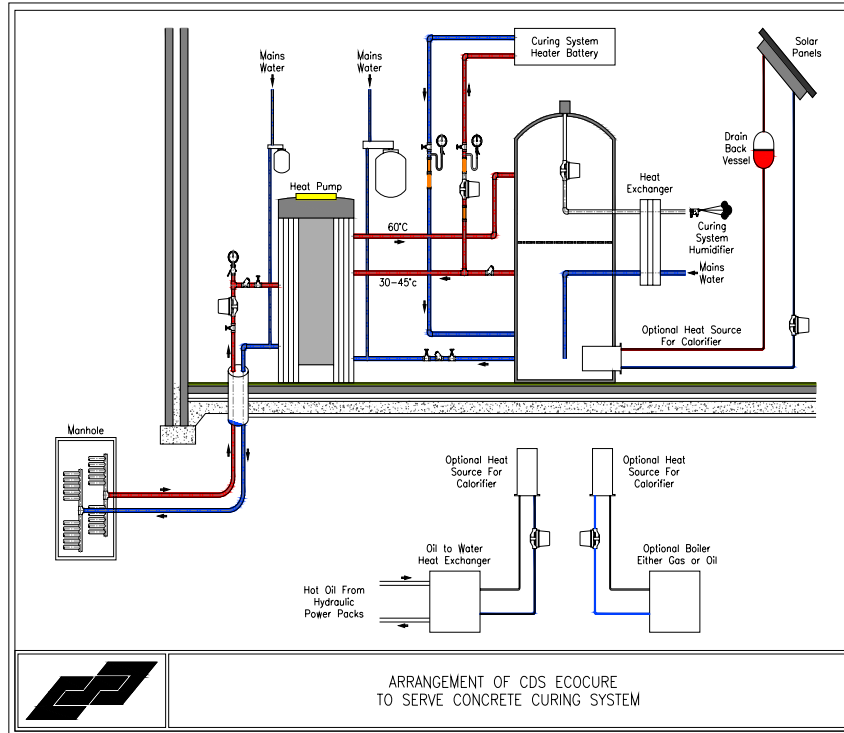 Mains
Water
Mains
Water
Curing System
Heater Battery
Solar
Panels
Drain
Back
Vessel
Heat
Exchanger
Heat Pump
60°C
30-45°c
Curing
System
Humidifier
Mains
Water
Optional Heat Source
For Calorifier
Manhole
Optional Heat
Source For
Calorifier
Optional Heat
Source For
Calorifier
Oil to Water
Heat Exchanger
Optional Boiler
Either Gas or Oil
Hot Oil From
Hydraulic
Power Packs
ARRANGEMENT OF CDS ECOCURE
TO SERVE CONCRETE CURING SYSTEM